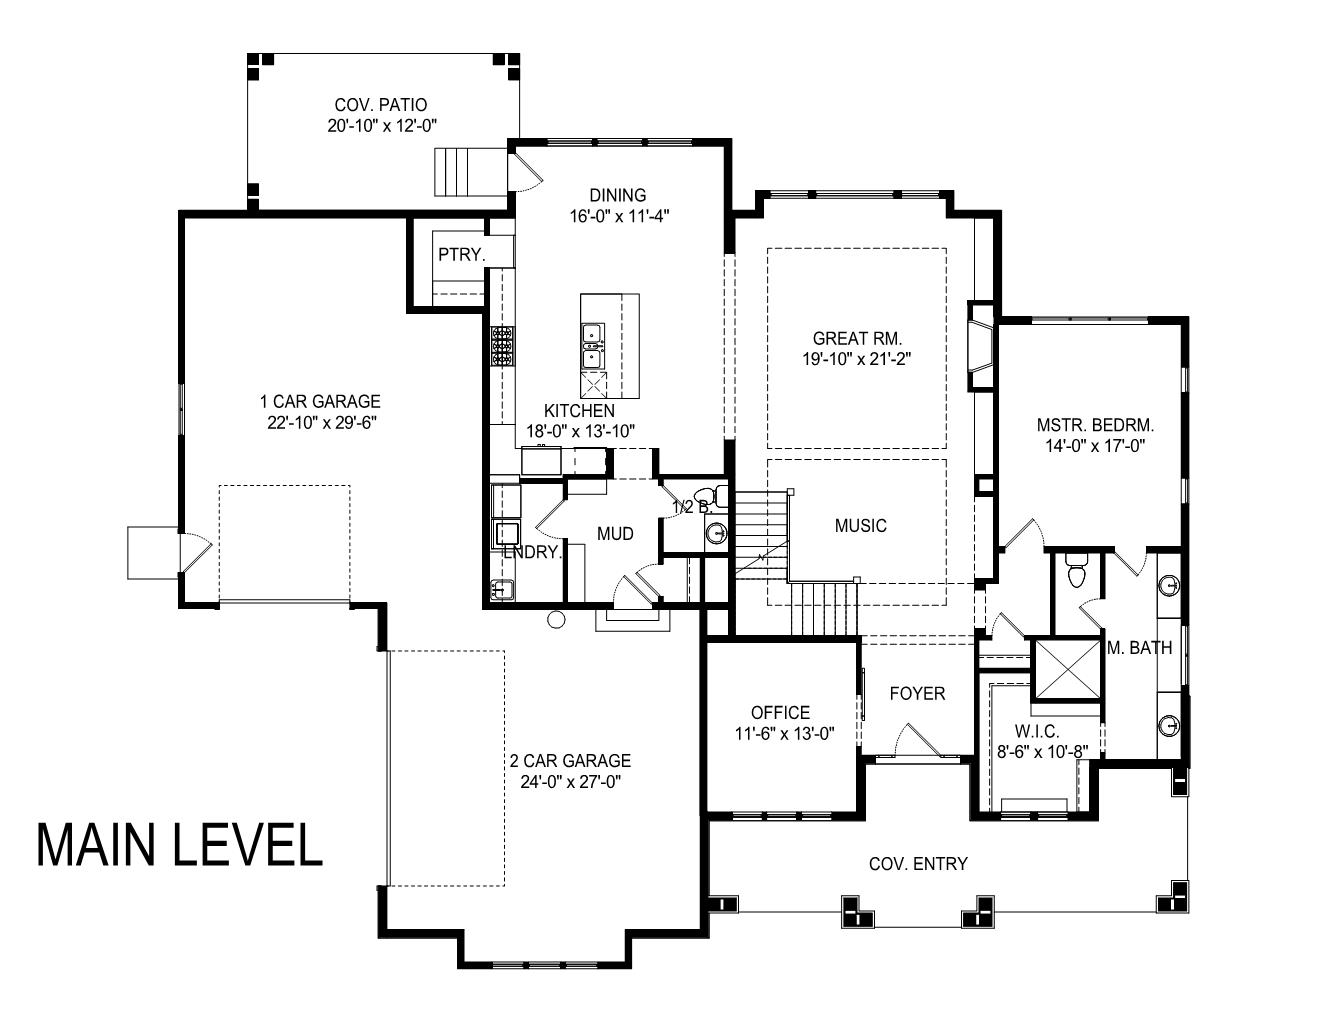 COV. PATIO
20'-10" x 12'-0"
DINING
16'-0" x 11'-4"
PTRY.
GREAT RM.
19'-10" x 21'-2"
1 CAR GARAGE
22'-10" x 29'-6"
KITCHEN
18'-0" x 13'-10"
MSTR. BEDRM.
14'-0" x 17'-0"
1/2 B.
MUSIC
MUD
LNDRY.
M. BATH
FOYER
OFFICE
11'-6" x 13'-0"
W.I.C.
8'-6" x 10'-8"
2 CAR GARAGE
24'-0" x 27'-0"
MAIN LEVEL
COV. ENTRY